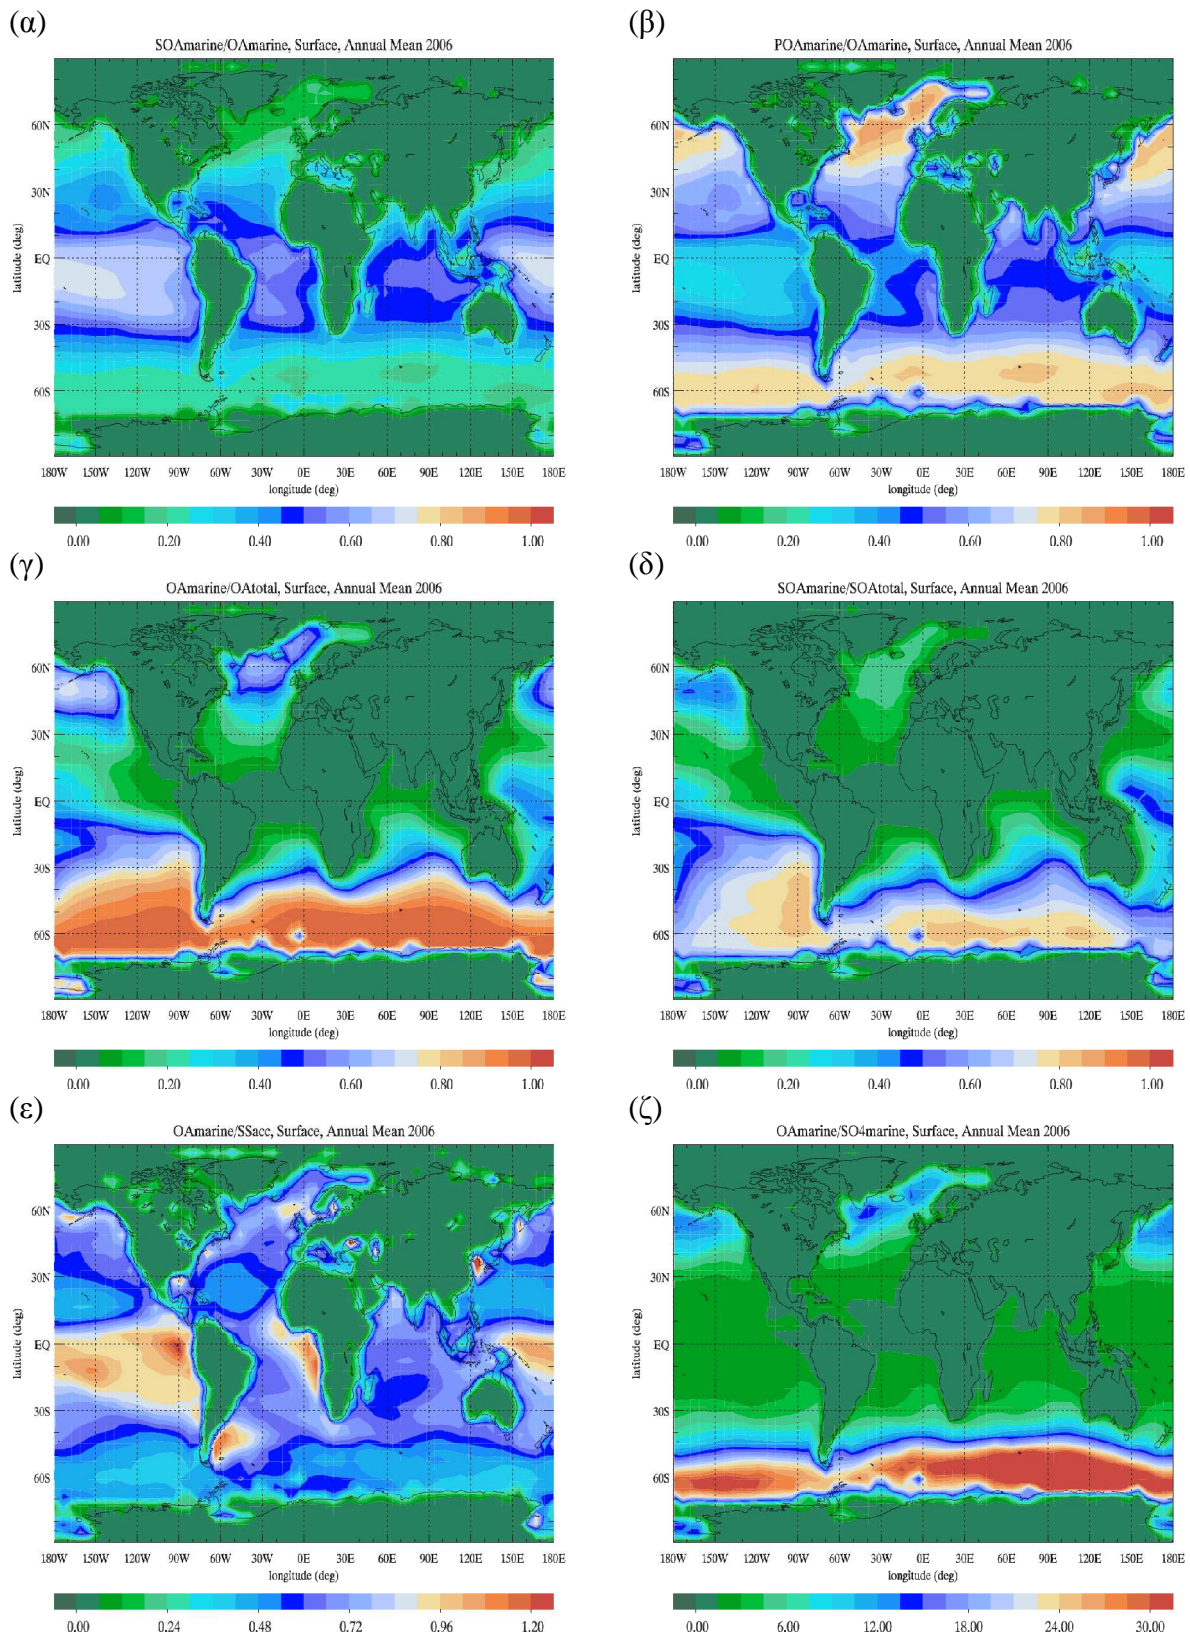 (α)
SOAmarine/OAmarine, Surface, Annual Mean 2006
60N
30N
EQ
30S
60S
latitude (deg)
180W 150W 120W 90W 60W 30W 0E 30E 60E 90E 120E 150E 180E
longitude (deg)
0.00 0.20 0.40 0.60 0.80 1.00
(β)
POAmarine/OAmarine, Surface, Annual Mean 2006
60N
30N
EQ
30S
60S
latitude (deg)
180W 150W 120W 90W 60W 30W 0E 30E 60E 90E 120E 150E 180E
longitude (deg)
0.00 0.20 0.40 0.60 0.80 1.00
(γ)
OAmarine/OAtotal, Surface, Annual Mean 2006
60N
30N
EQ
30S
60S
latitude (deg)
180W 150W 120W 90W 60W 30W 0E 30E 60E 90E 120E 150E 180E
longitude (deg)
0.00 0.20 0.40 0.60 0.80 1.00
(δ)
SOAmarine/SOAtotal, Surface, Annual Mean 2006
60N
30N
EQ
30S
60S
latitude (deg)
180W 150W 120W 90W 60W 30W 0E 30E 60E 90E 120E 150E 180E
longitude (deg)
0.00 0.20 0.40 0.60 0.80 1.00
(ε)
OAmarine/SSacc, Surface, Annual Mean 2006
60N
30N
EQ
30S
60S
latitude (deg)
180W 150W 120W 90W 60W 30W 0E 30E 60E 90E 120E 150E 180E
longitude (deg)
0.00 0.24 0.48 0.72 0.96 1.20
(ζ)
OAmarine/SO4marine, Surface, Annual Mean 2006
60N
30N
EQ
30S
60S
latitude (deg)
180W 150W 120W 90W 60W 30W 0E 30E 60E 90E 120E 150E 180E
longitude (deg)
0.00 6.00 12.00 18.00 24.00 30.00